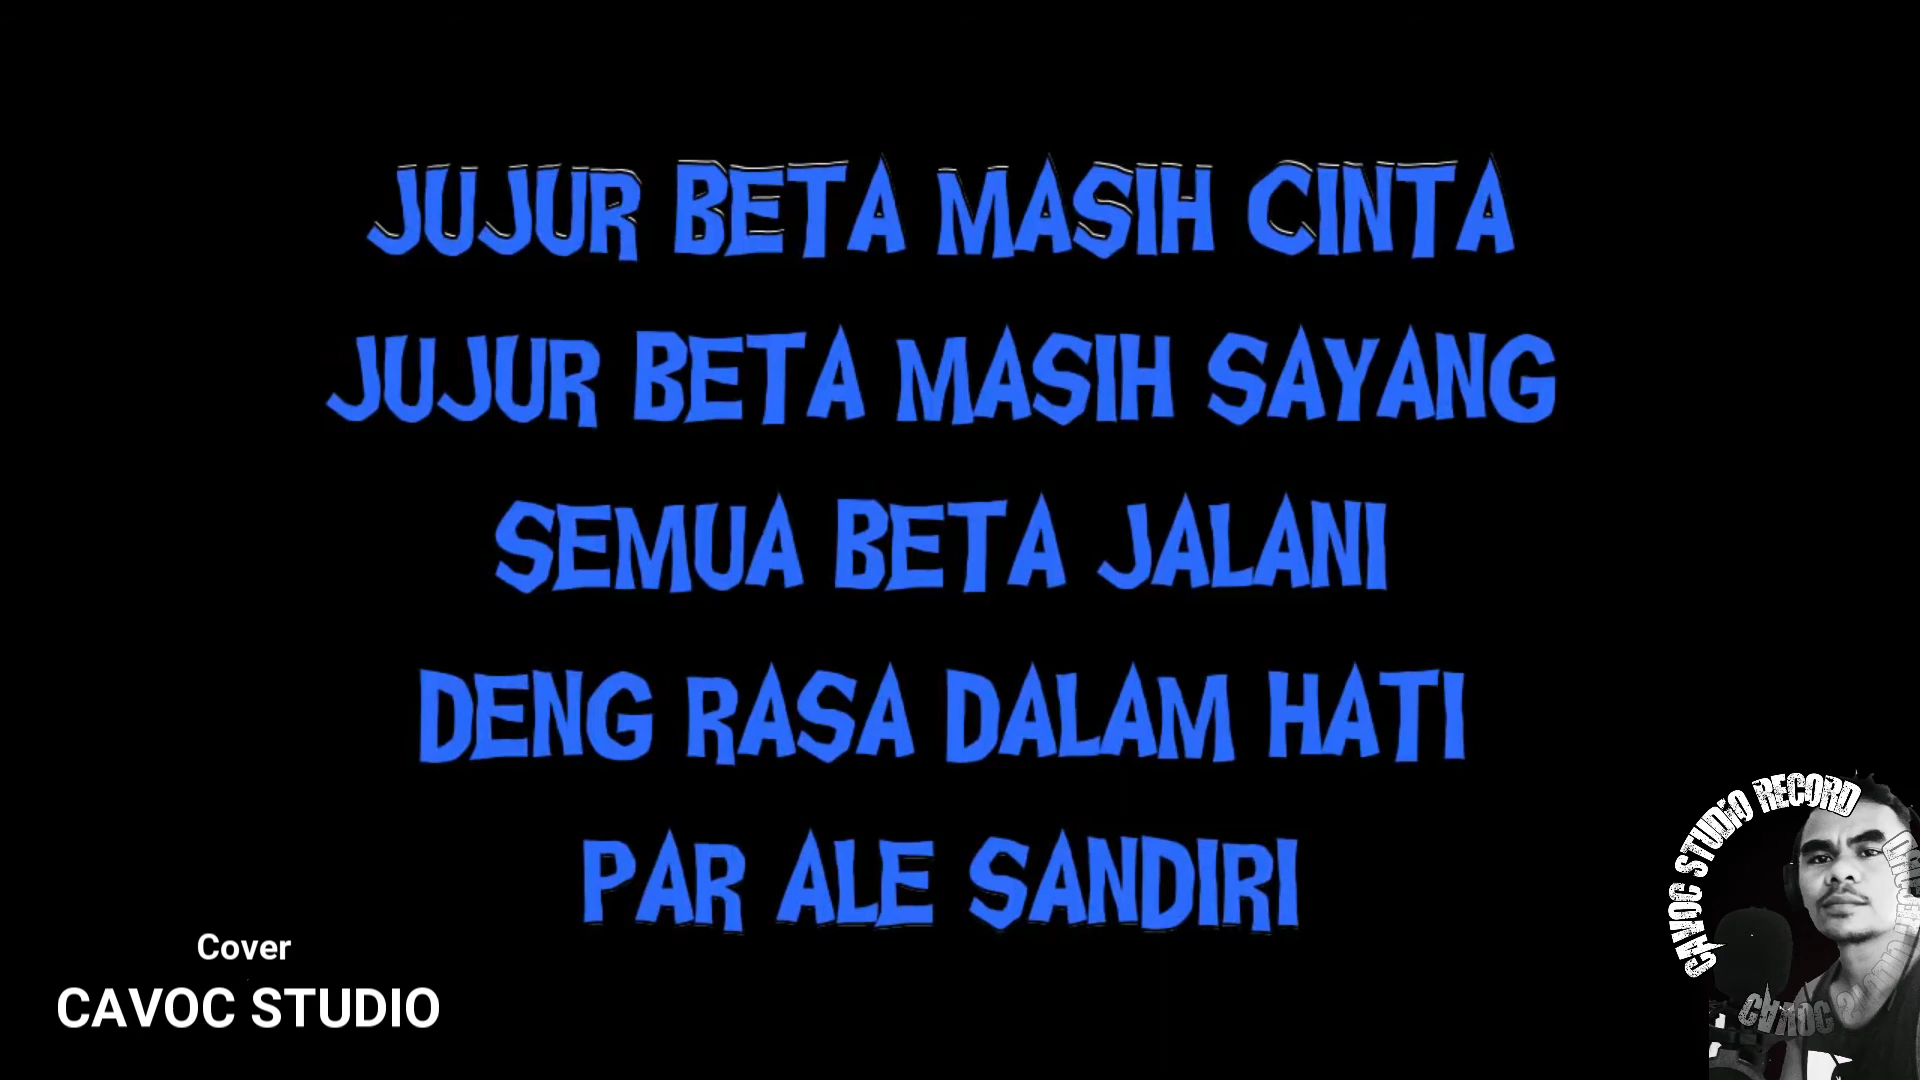 JUJUR BETA MASIH CINTA
JUJUR BETA MASIH SAYANG
SEMUA BETA JALANI
DENG RASA DALAM HATI
PAR ALE SANDIRI
Cover
CAVOC STUDIO
CAVOC STUDIO RECORD